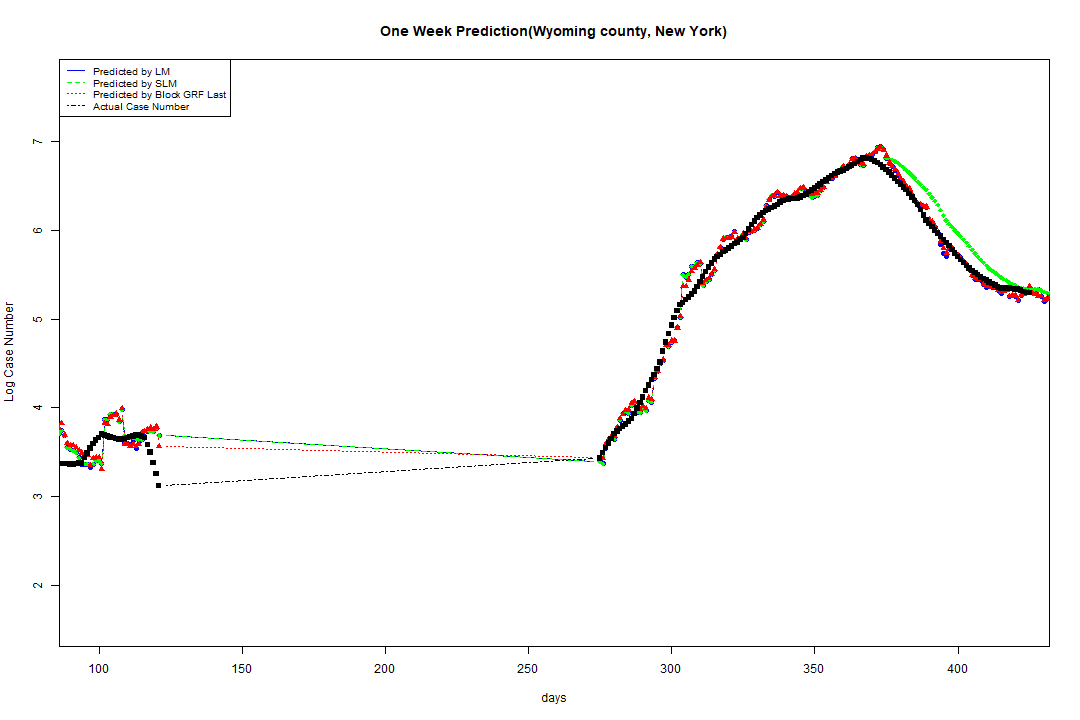 One Week Prediction(Wyoming county, New York)
Predicted by LM
Predicted by SLM
Predicted by Block GRF Last
Actual Case Number
7
6
5
4
3
2
Log Case Number
100 150 200 250 300 350 400
days